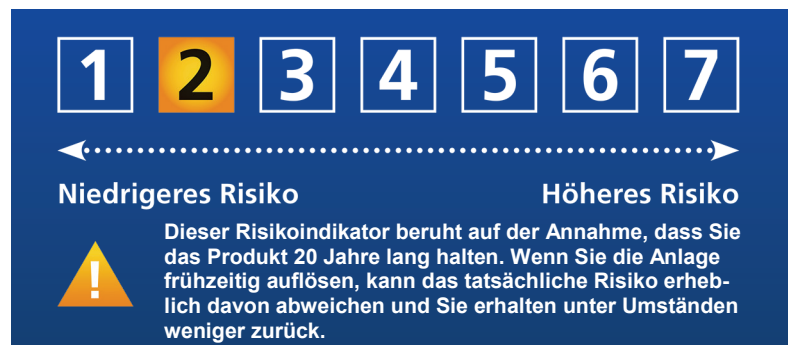 1 2 3 4 5 6 7
Niedrigeres Risiko Höheres Risiko
Dieser Risikoindikator beruht auf der Annahme, dass Sie
das Produkt 20 Jahre lang halten. Wenn Sie die Anlage
frühzeitig auflösen, kann das tatsächliche Risiko erheb-
lich davon abweichen und Sie erhalten unter Umständen
weniger zurück.